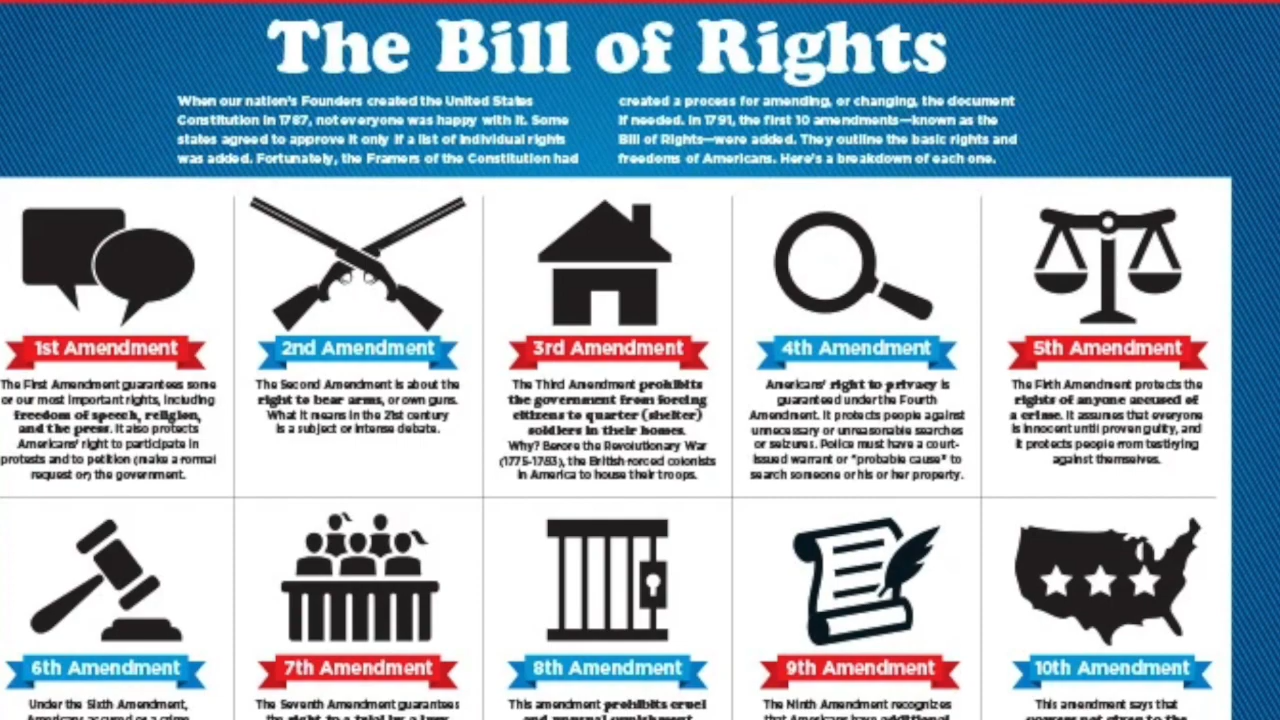 The Bill of Rights
When our nation's Founders created the United States
Constitution in 1787, not everyone was happy with it. Some
states agreed to approve it only if a list of individual rights
was added. Fortunately, the Framers of the Constitution had
created a process for amending, or changing, the document
if needed. In 1791, the first 10 amendments—known as the
Bill of Rights—were added. They outline the basic rights and
freedoms of Americans. Here's a breakdown of each one.
1st Amendment
The First Amendment guarantees some
of our most important rights, including
freedom of speech, religion,
and the press. It also protects
Americans' right to participate in
protests and to petition (make a formal
request of) the government.
2nd Amendment
The Second Amendment is about the
right to bear arms, or own guns.
What it means in the 21st century
is a subject of intense debate.
3rd Amendment
The Third Amendment prohibits
the government from forcing
citizens to quarter (shelter)
soldiers in their homes.
Why? Before the Revolutionary War
(1775-1783), the British forced colonists
in America to house their troops.
4th Amendment
Americans' right to privacy is
guaranteed under the Fourth
Amendment. It protects people against
unnecessary or unreasonable searches
or seizures. Police must have a court-
issued warrant or "probable cause" to
search someone or his or her property.
5th Amendment
The Fifth Amendment protects the
rights of anyone accused of
a crime. It assumes that everyone
is innocent until proven guilty, and
it protects people from testifying
against themselves.
6th Amendment
Under the Sixth Amendment,
7th Amendment
The Seventh Amendment guarantees
the right to a trial by a jury
8th Amendment
This amendment prohibits cruel
and unusual punishment
9th Amendment
The Ninth Amendment recognizes
that Americans have additional
10th Amendment
This amendment says that